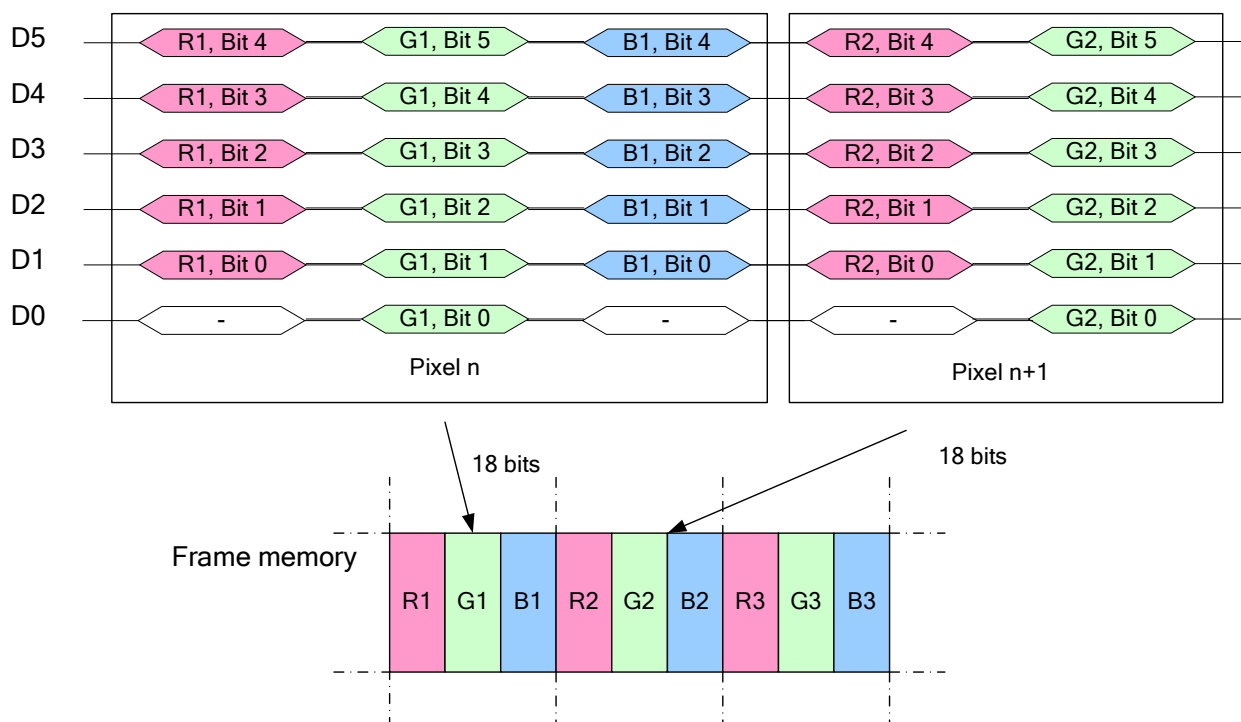 D5 R1, Bit 4 G1, Bit 5 B1, Bit 4 R2, Bit 4 G2, Bit 5
D4 R1, Bit 3 G1, Bit 4 B1, Bit 3 R2, Bit 3 G2, Bit 4
D3 R1, Bit 2 G1, Bit 3 B1, Bit 2 R2, Bit 2 G2, Bit 3
D2 R1, Bit 1 G1, Bit 2 B1, Bit 1 R2, Bit 1 G2, Bit 2
D1 R1, Bit 0 G1, Bit 1 B1, Bit 0 R2, Bit 0 G2, Bit 1
D0 - G1, Bit 0 - - G2, Bit 0
Pixel n Pixel n+1
18 bits 18 bits
Frame memory
R1 G1 B1 R2 G2 B2 R3 G3 B3